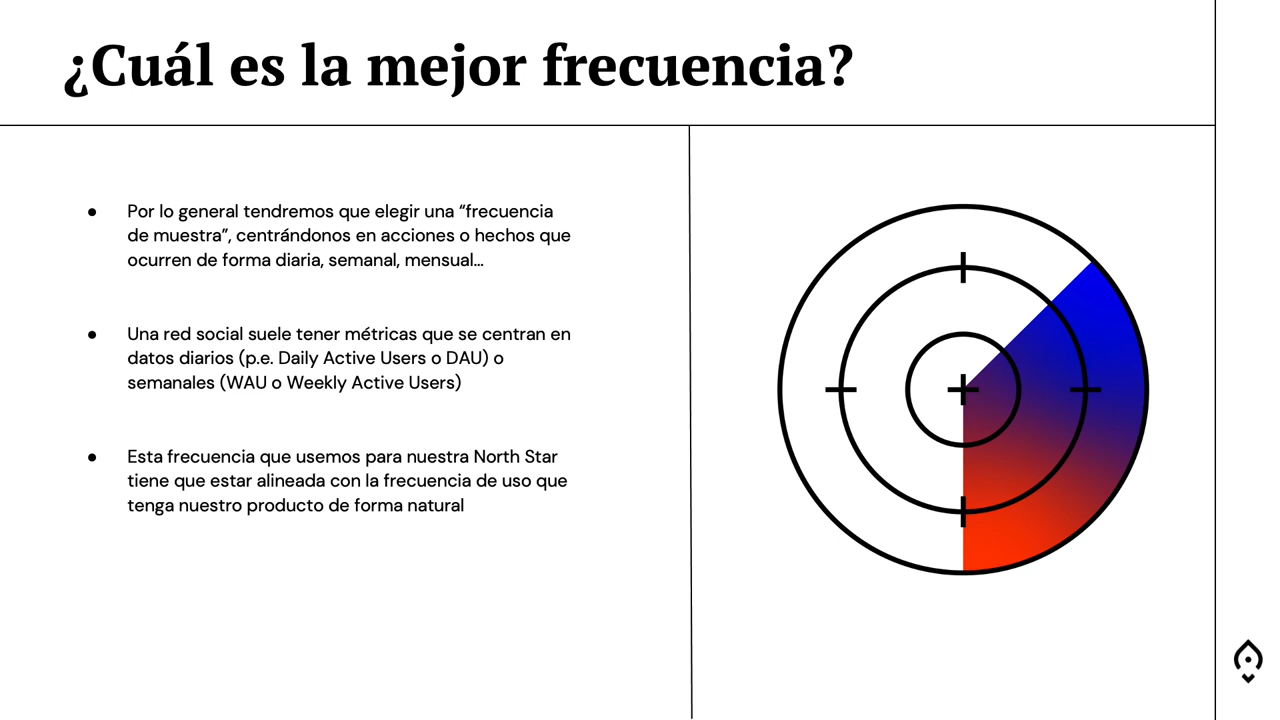 ¿Cuál es la mejor frecuencia?
● Por lo general tendremos que elegir una “frecuencia
de muestra”, centrándonos en acciones o hechos que
ocurren de forma diaria, semanal, mensual...
● Una red social suele tener métricas que se centran en
datos diarios (p.e. Daily Active Users o DAU) o
semanales (WAU o Weekly Active Users)
● Esta frecuencia que usemos para nuestra North Star
tiene que estar alineada con la frecuencia de uso que
tenga nuestro producto de forma natural